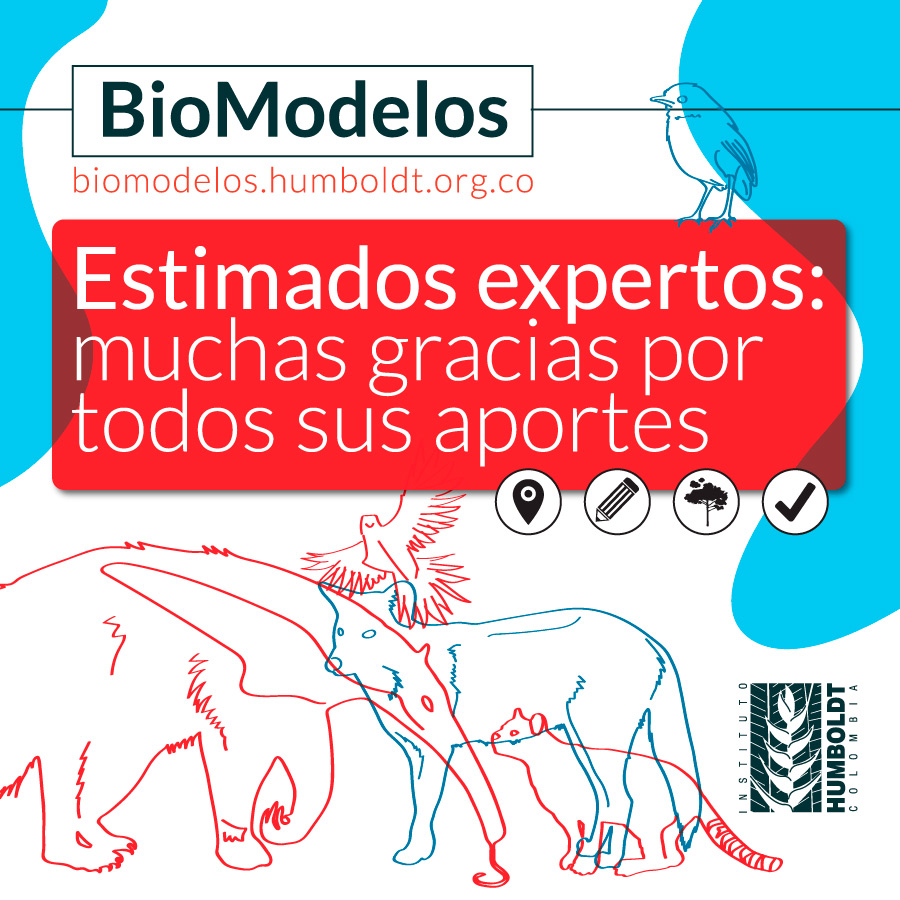 BioModelos
biomodelos.humboldt.org.co
Estimados expertos:
muchas gracias por
todos sus aportes
INSTITUTO
HUMBOLDT
COLOMBIA